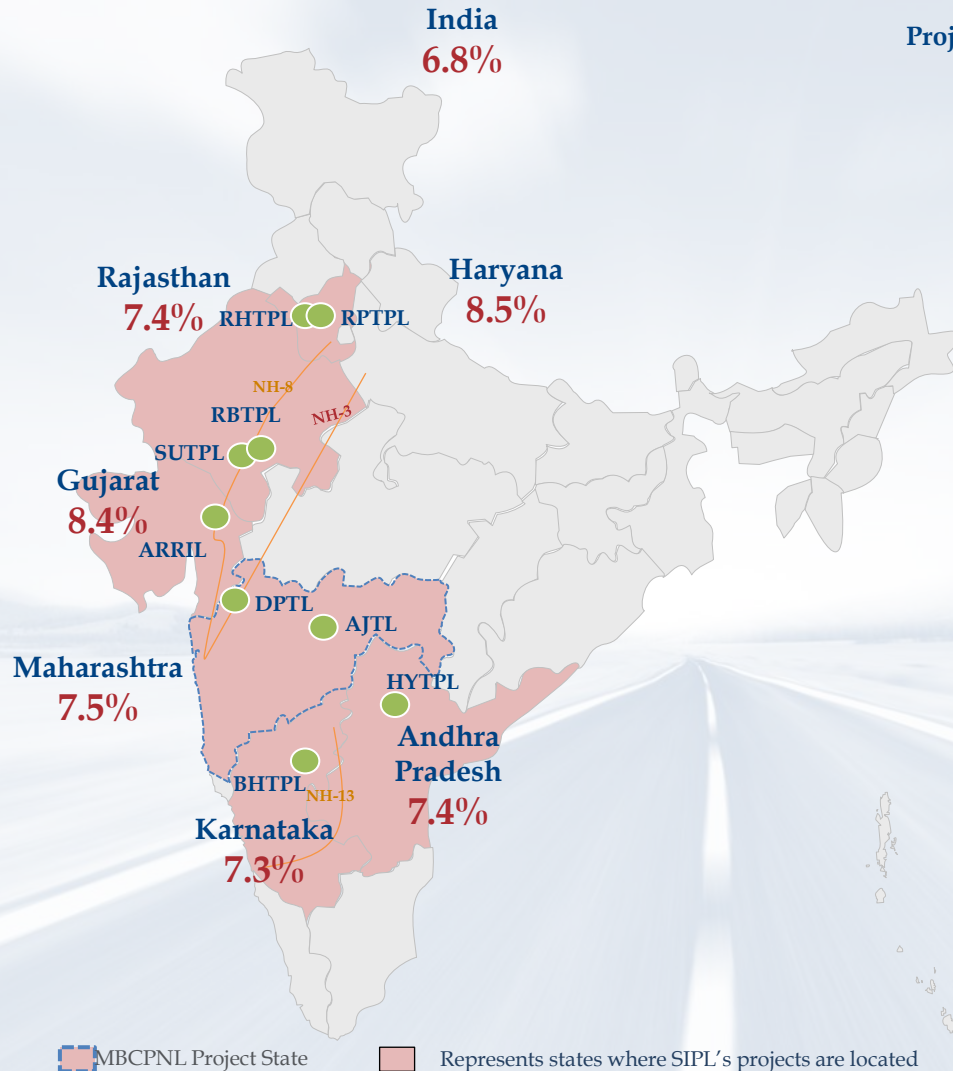 India
6.8%
Proj
Rajasthan
7.4%
Haryana
8.5%
RHTPL
RPTPL
NH-8
NH-3
RBTPL
SUTPL
Gujarat
8.4%
ARRIL
DPTL
AJTL
Maharashtra
7.5%
HYTPL
Andhra
Pradesh
7.4%
BHTPL
NH-13
Karnataka
7.3%
MBCPNL Project State
Represents states where SIPL's projects are located